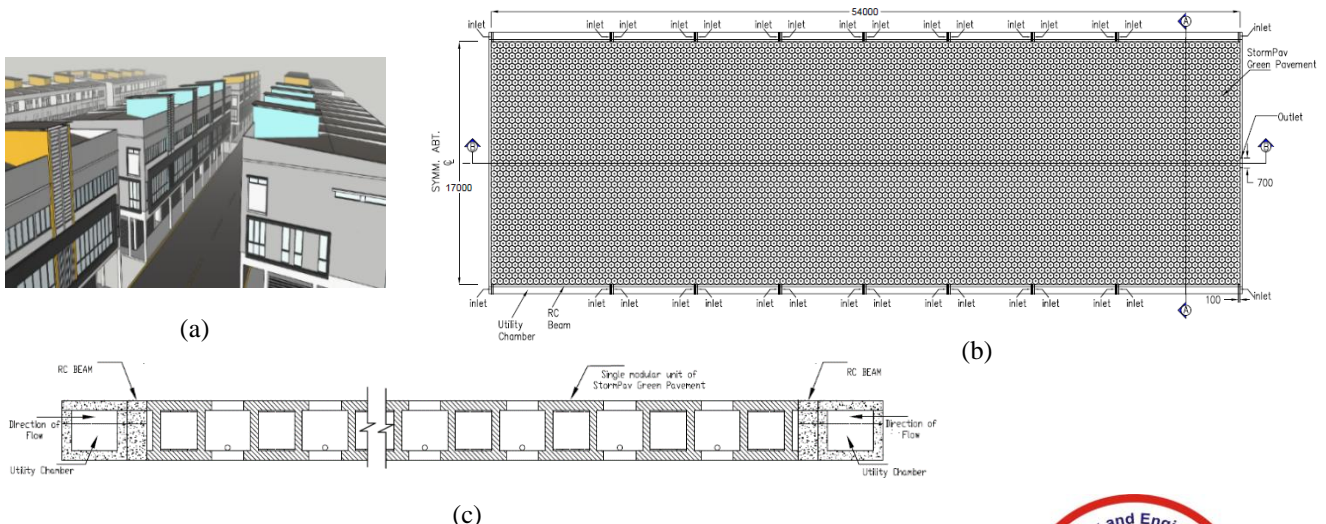 54000
inlet inlet inlet inlet inlet inlet inlet inlet inlet inlet inlet inlet inlet inlet inlet inlet
A
StormPav
Green Pavement
Outlet
B
B
SYMM. ABT.
CL
17000
700
inlet inlet inlet inlet inlet inlet inlet inlet inlet inlet inlet inlet inlet inlet inlet inlet
100
Utility
Chamber
RC
Beam
A
(a)
(b)
RC BEAM
Single modular unit of
StormPav Green Pavement
RC BEAM
Direction of
Flow
Direction of
Flow
Utility Chamber
Utility Chamber
(c)
and Engi